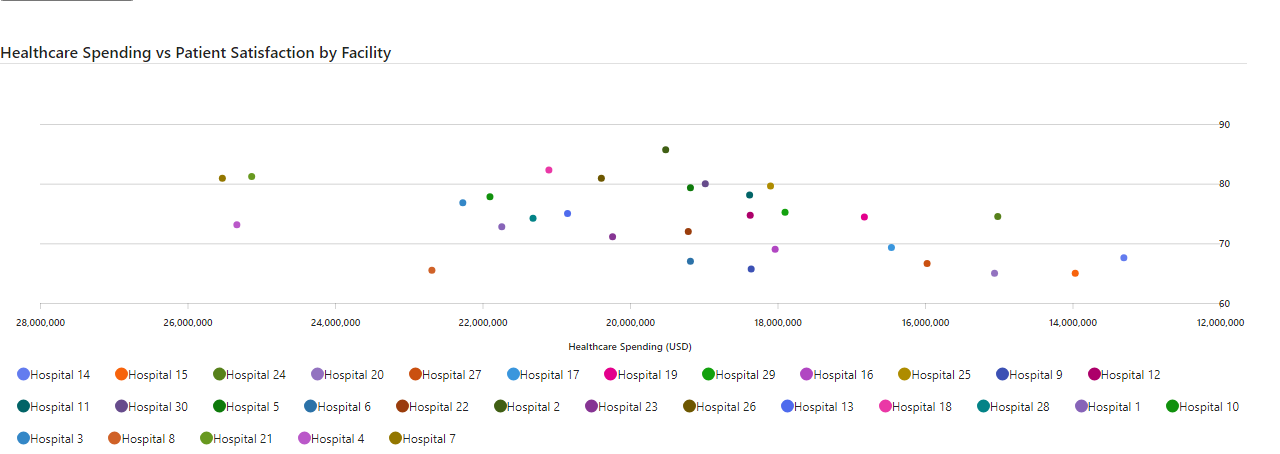 Healthcare Spending vs Patient Satisfaction by Facility
90
80
70
60
28,000,000 26,000,000 24,000,000 22,000,000 20,000,000 18,000,000 16,000,000 14,000,000 12,000,000
Healthcare Spending (USD)
Hospital 14 Hospital 15 Hospital 24 Hospital 20 Hospital 27 Hospital 17 Hospital 19 Hospital 29 Hospital 16 Hospital 25 Hospital 9 Hospital 12
Hospital 11 Hospital 30 Hospital 5 Hospital 6 Hospital 22 Hospital 2 Hospital 23 Hospital 26 Hospital 13 Hospital 18 Hospital 28 Hospital 1 Hospital 10
Hospital 3 Hospital 8 Hospital 21 Hospital 4 Hospital 7